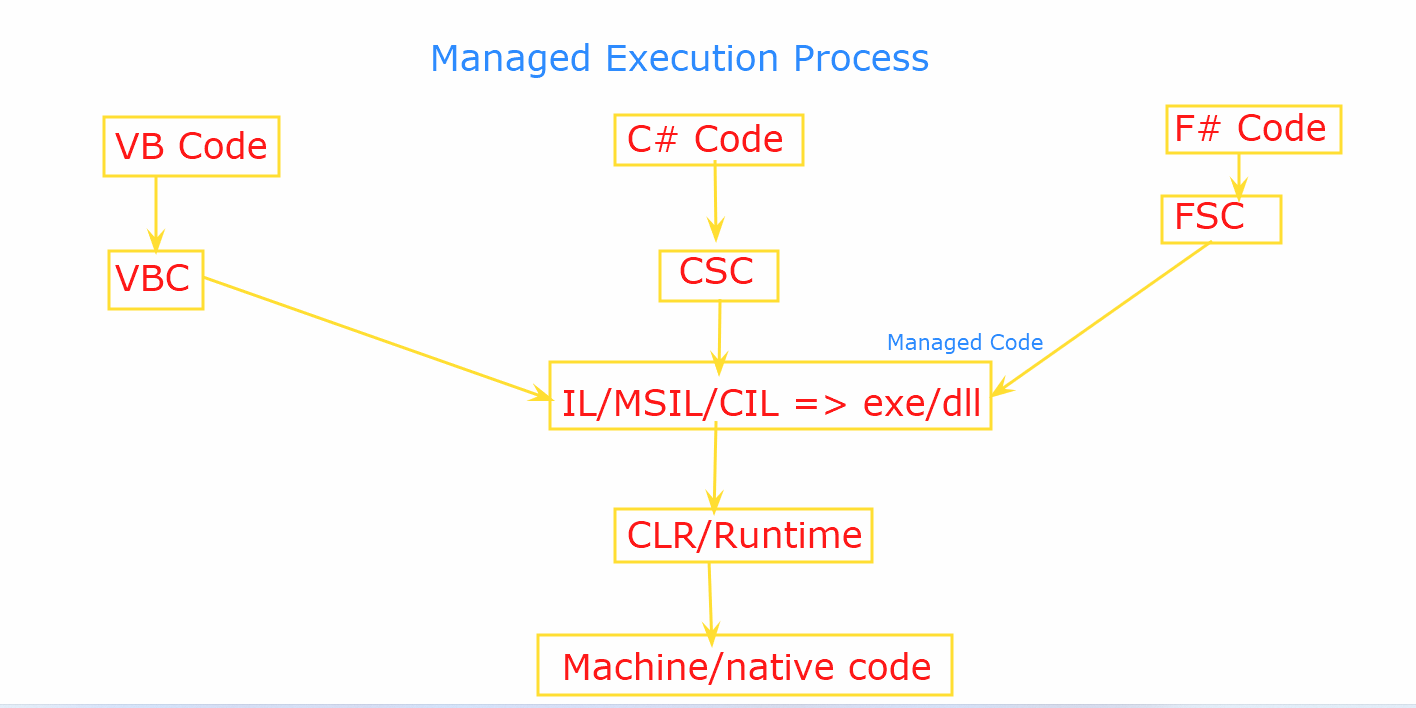 Managed Execution Process
VB Code
C# Code
F# Code
VBC
CSC
FSC
Managed Code
IL/MSIL/CIL => exe/dll
CLR/Runtime
Machine/native code